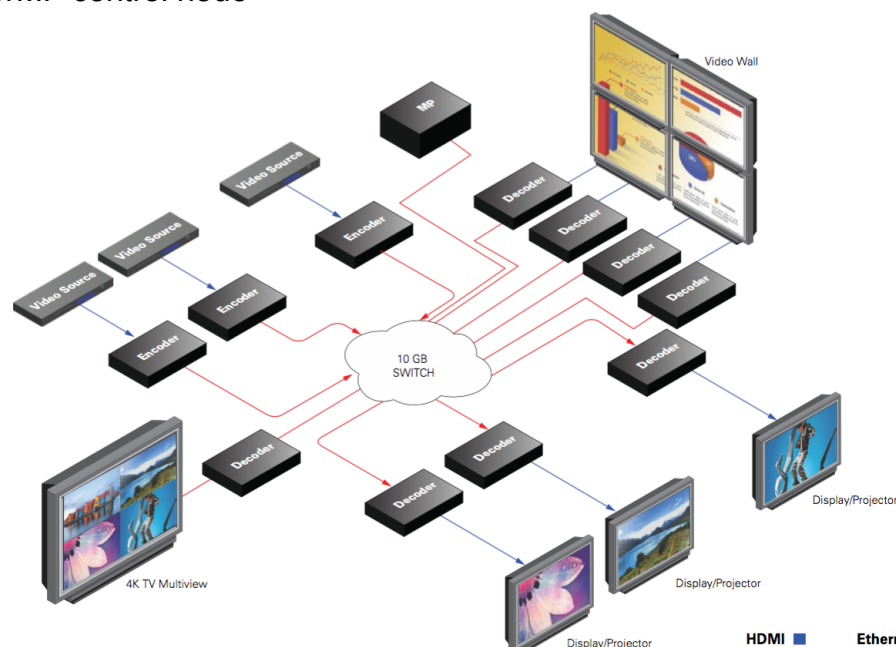 Video Wall
MP
Video Source
Encoder
Decoder
Decoder
Decoder
Decoder
Video Source
Video Source
Encoder
Encoder
10 GB
SWITCH
Decoder
Decoder
Decoder
Decoder
Display/Projector
4K TV Multiview
Display/Projector
Display/Projector
HDMI